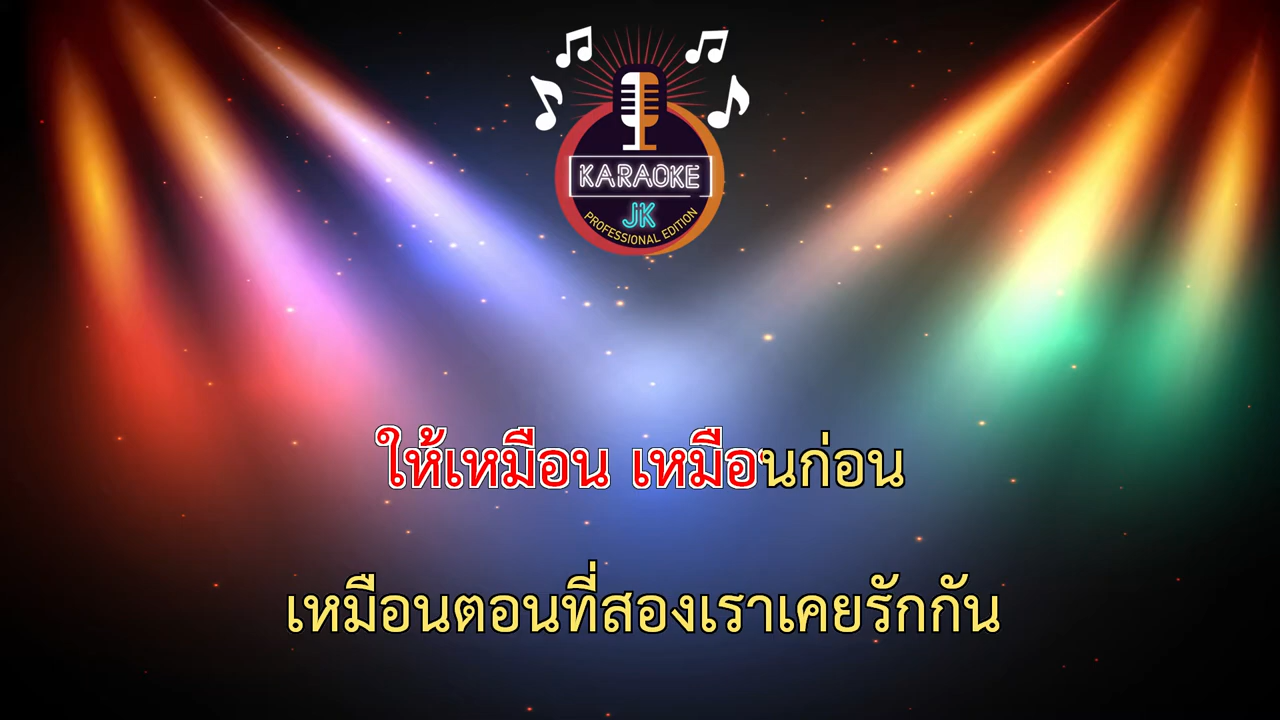 KARAOKE
JK
PROFESSIONAL EDITION
ให้เหมือน เหมือนก่อน
เหมือนตอนที่สองเราเคยรักกัน